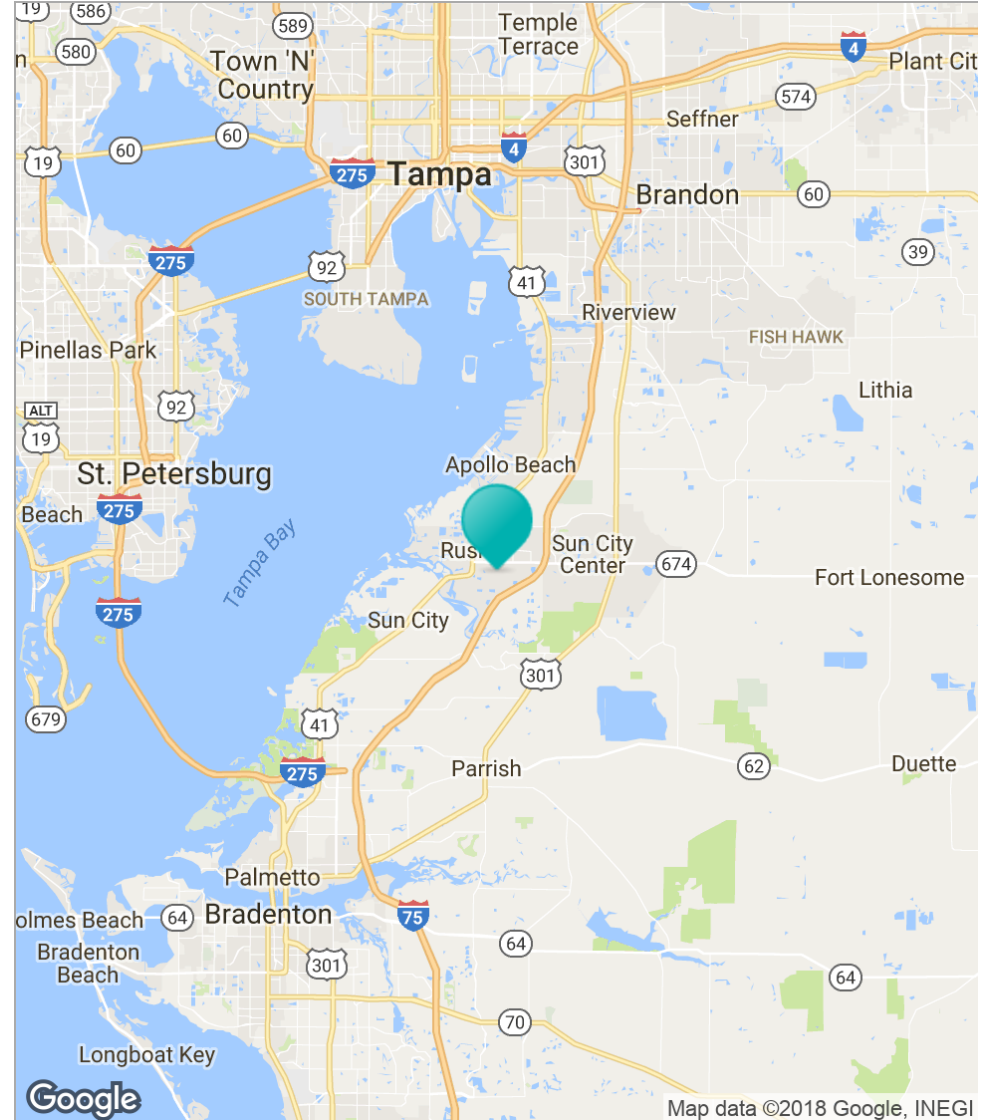 19
586
589
Temple
Terrace
580
n
Town 'N'
Country
4
Plant Cit
574
Seffner
60
60
19
4
301
275
Tampa
Brandon
60
39
275
92
41
SOUTH TAMPA
Riverview
FISH HAWK
Pinellas Park
Lithia
92
ALT
19
Apollo Beach
St. Petersburg
275
Beach
Tampa Bay
Rus
Sun City
Center
674
Fort Lonesome
275
Sun City
301
679
41
275
Parrish
62
Duette
Palmetto
olmes Beach
64
Bradenton
75
64
Bradenton
Beach
301
64
70
Longboat Key
Google
Map data ©2018 Google, INEGI